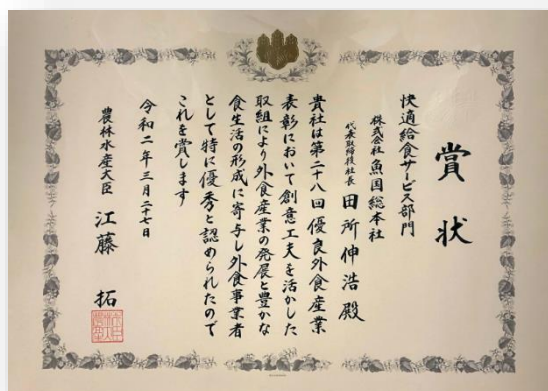 賞状
快適給食サービス部門
株式会社 魚国総本社
代表取締役社長 田所伸浩殿
貴社は第二十八回優良外食産業
表彰において創意工夫を活かした
取組により外食産業の発展と豊かな
食生活の形成に寄与し外食事業者
として特に優秀と認められたので
これを賞します
令和二年三月二十七日
農林水産大臣 江藤 拓